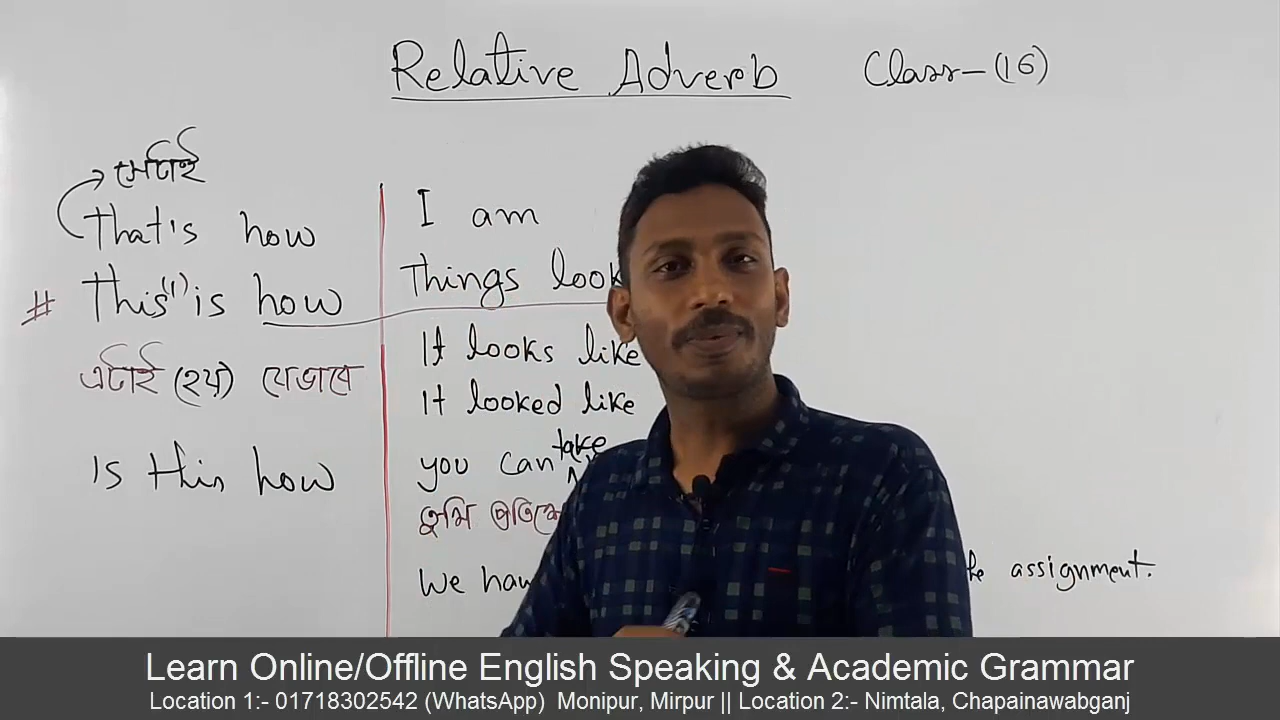 Relative Adverb Class-(16)
সেটাই
That's how
This(1) is how
এটাই (হয়) যেভাবে
Is this how
I am
Things look
It looks like
It looked like
take
you can
তুমি
We have
the assignment.
Learn Online/Offline English Speaking & Academic Grammar
Location 1:- 01718302542 (WhatsApp) Monipur, Mirpur || Location 2:- Nimtala, Chapainawabganj